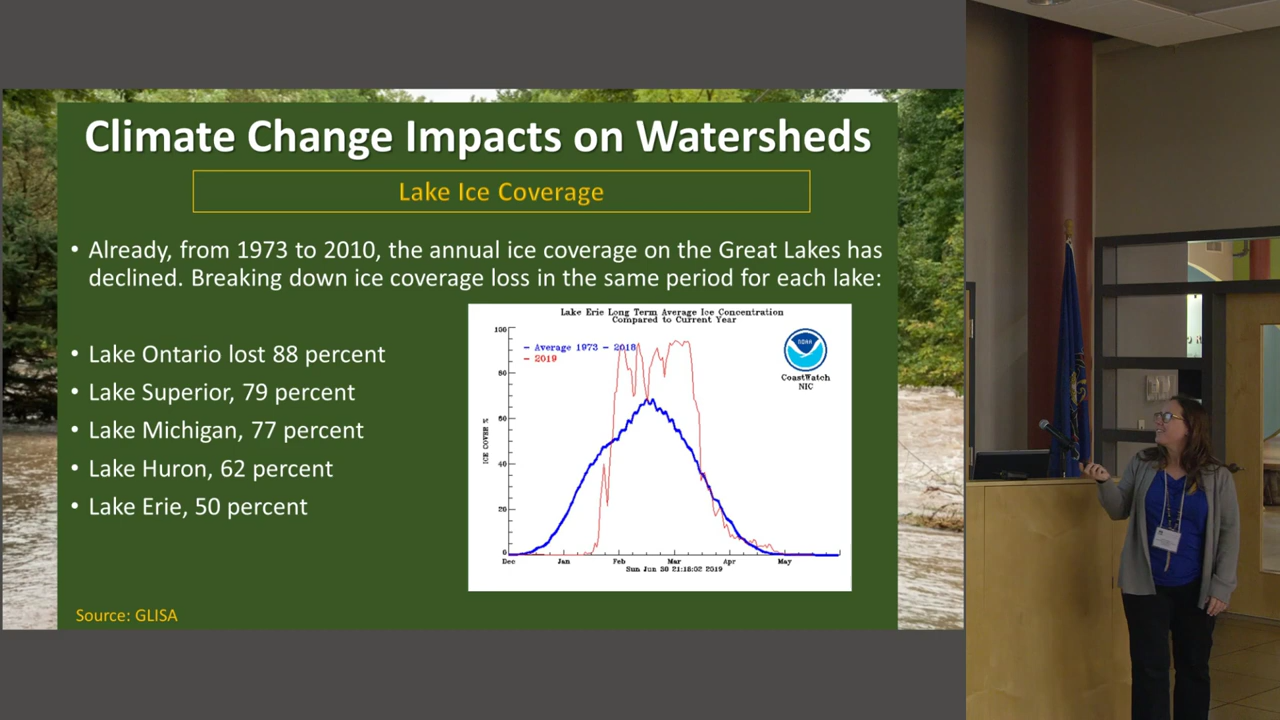 Climate Change Impacts on Watersheds
Lake Ice Coverage
• Already, from 1973 to 2010, the annual ice coverage on the Great Lakes has
declined. Breaking down ice coverage loss in the same period for each lake:
• Lake Ontario lost 88 percent
• Lake Superior, 79 percent
• Lake Michigan, 77 percent
• Lake Huron, 62 percent
• Lake Erie, 50 percent
Source: GLISA
Lake Erie Long Term Average Ice Concentration
Compared to Current Year
— Average 1973 – 2018
— 2019
NOAA
CoastWatch
NIC
ICE COVER %
100
80
60
40
20
0
Dec Jan Feb Mar Apr May
Sun Jun 30 21:18:02 2019